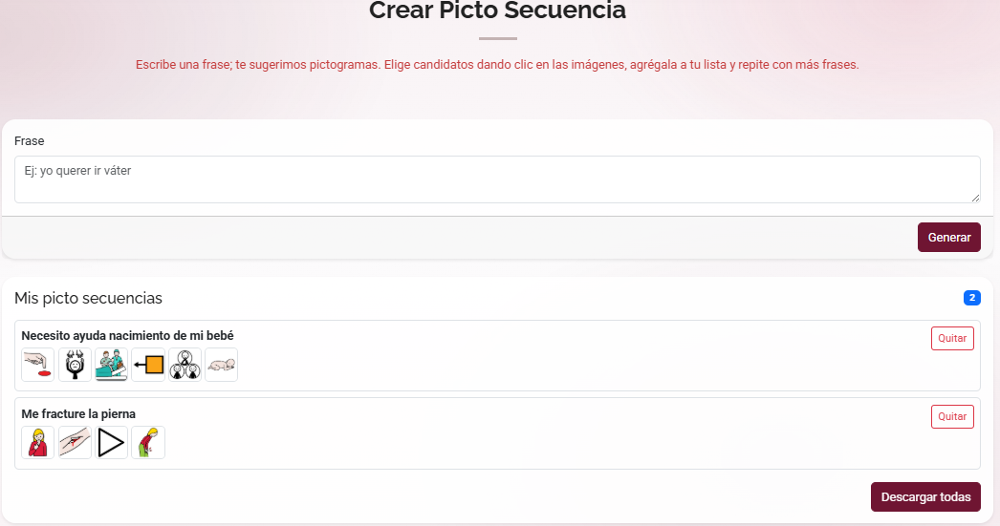 Crear Picto Secuencia
Escribe una frase; te sugerimos pictogramas. Elige candidatos dando clic en las imágenes, agrégala a tu lista y repite con más frases.
Frase
Ej: yo querer ir váter
Generar
Mis picto secuencias
2
Necesito ayuda nacimiento de mi bebé
Quitar
Me fracture la pierna
Quitar
Descargar todas